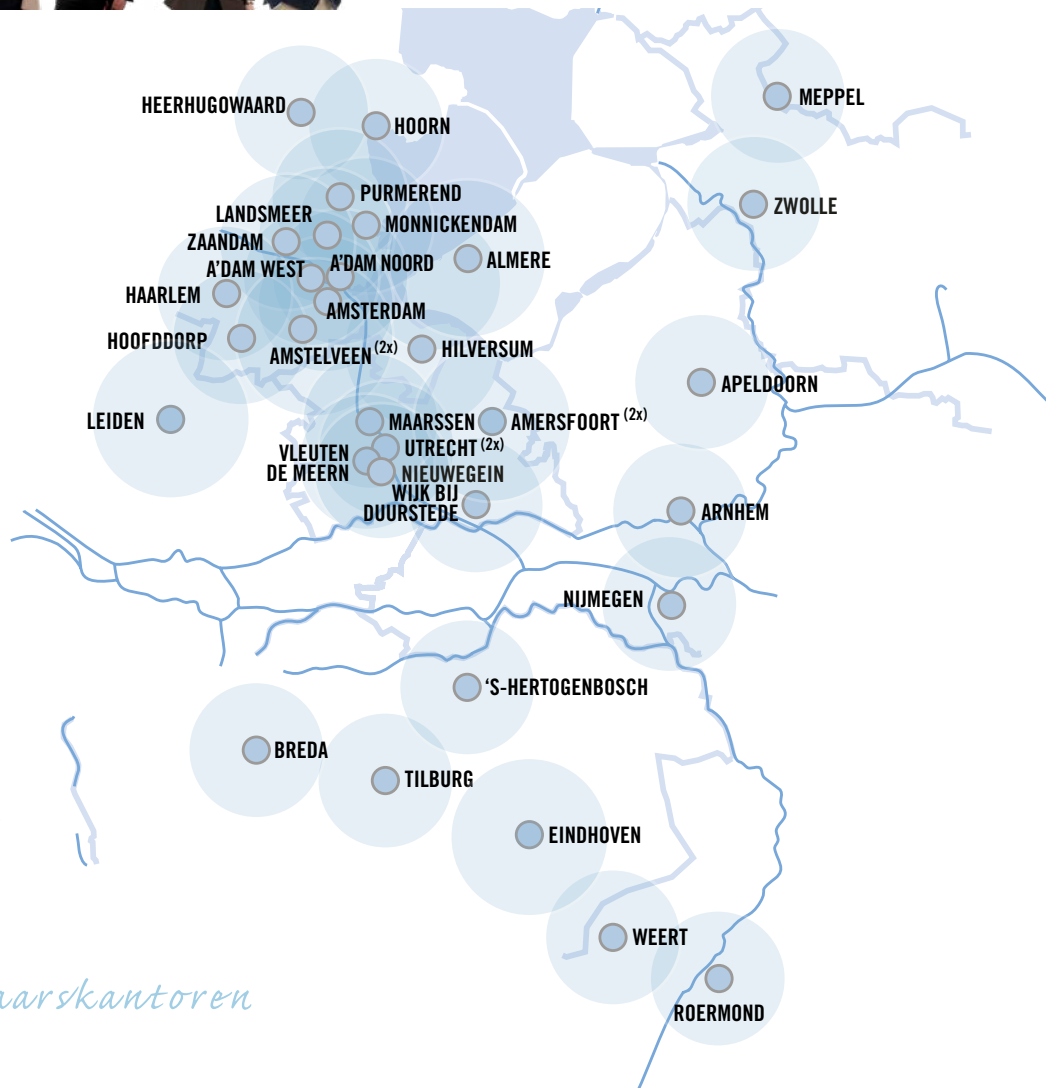 MEPPEL
HEERHUGOWAARD
HOORN
PURMEREND
ZWOLLE
LANDSMEER
MONNICKENDAM
ZAANDAM
ALMERE
A'DAM WEST
A'DAM NOORD
HAARLEM
AMSTERDAM
HOOFDDORP
AMSTELVEEN (2x)
HILVERSUM
APELDOORN
LEIDEN
MAARSSEN
AMERSFOORT (2x)
UTRECHT (2x)
VLEUTEN
DE MEERN
NIEUWEGEIN
WIJK BIJ
DUURSTEDE
ARNHEM
NIJMEGEN
‘S-HERTOGENBOSCH
BREDA
TILBURG
EINDHOVEN
WEERT
ROERMOND
aarskantoren